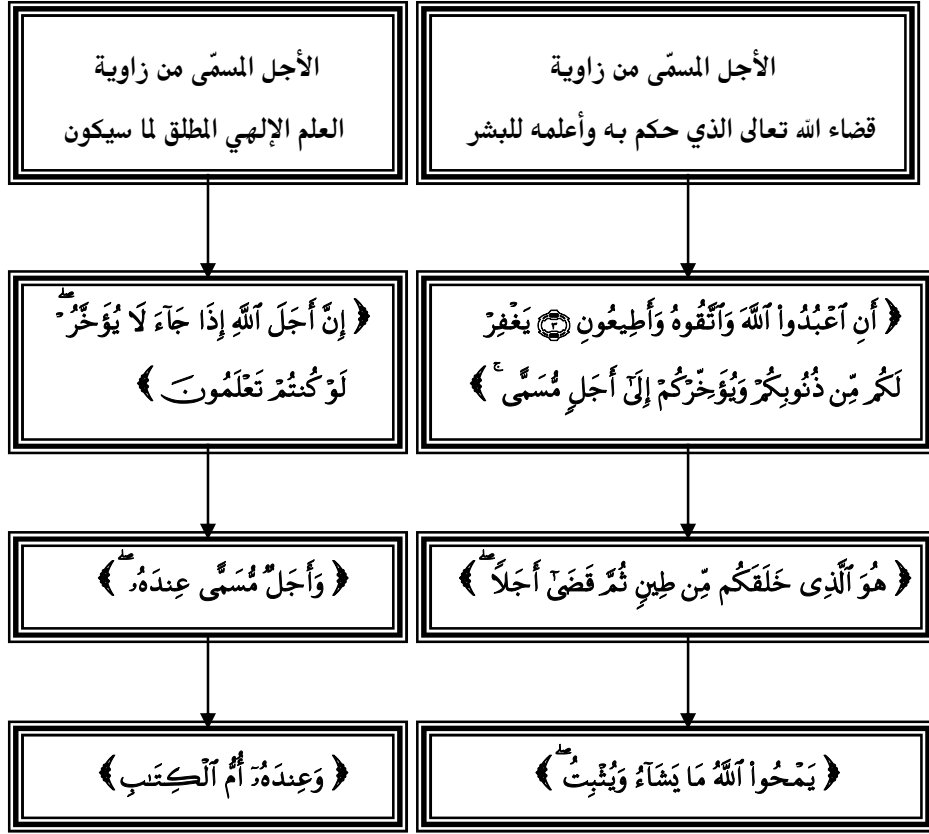 الأجل المسمّى من زاوية
قضاء الله تعالى الذي حكم به وأعلمه للبشر
الأجل المسمّى من زاوية
العلم الإلهي المطلق لما سيكون
﴿ أَنِ ٱعۡبُدُواْ ٱللَّهَ وَٱتَّقُوهُ وَأَطِيعُونِ ۝٣ يَغۡفِرۡ
لَكُم مِّن ذُنُوبِكُمۡ وَيُؤَخِّرۡكُمۡ إِلَىٰٓ أَجَلٖ مُّسَمًّىۚ ﴾
﴿ إِنَّ أَجَلَ ٱللَّهِ إِذَا جَآءَ لَا يُؤَخَّرُۖ
لَوۡ كُنتُمۡ تَعۡلَمُونَ ﴾
﴿ هُوَ ٱلَّذِى خَلَقَكُم مِّن طِينٖ ثُمَّ قَضَىٰٓ أَجَلٗاۖ ﴾
﴿ وَأَجَلٞ مُّسَمًّى عِندَهُۥۖ ﴾
﴿ يَمۡحُواْ ٱللَّهُ مَا يَشَآءُ وَيُثۡبِتُۖ ﴾
﴿ وَعِندَهُۥٓ أُمُّ ٱلۡكِتَـٰبِ ﴾